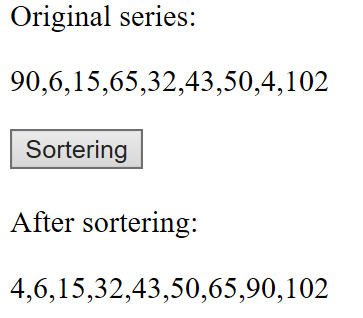 Original series:
90,6,15,65,32,43,50,4,102
Sortering
After sortering:
4,6,15,32,43,50,65,90,102